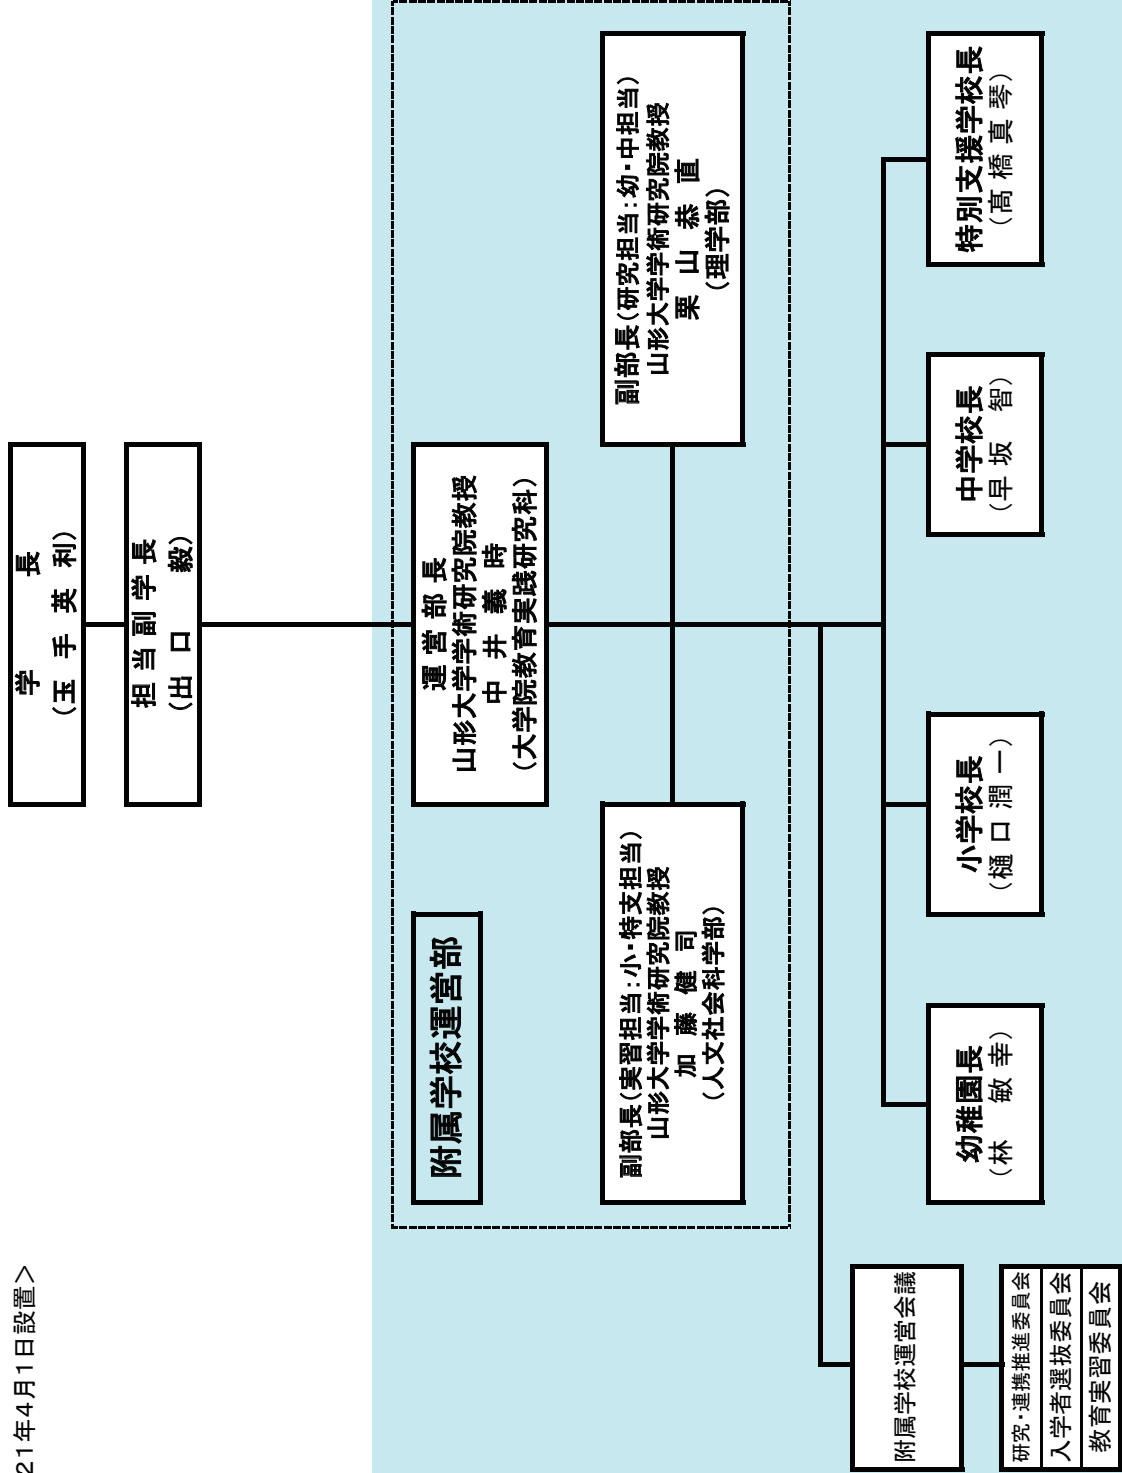 21年4月1日設置>
学長
(玉手英利)
担当副学長
(出口毅)
附属学校運営部
運営部長
山形大学学術研究院教授
中井義時
(大学院教育実践研究科)
副部長(実習担当:小・特支担当)
山形大学学術研究院教授
加藤健司
(人文社会科学部)
副部長(研究担当:幼・中担当)
山形大学学術研究院教授
栗山恭直
(理学部)
附属学校運営会議
研究・連携推進委員会
入学者選抜委員会
教育実習委員会
幼稚園長
(林敏幸)
小学校長
(樋口潤一)
中学校長
(早坂智)
特別支援学校長
(髙橋真琴)